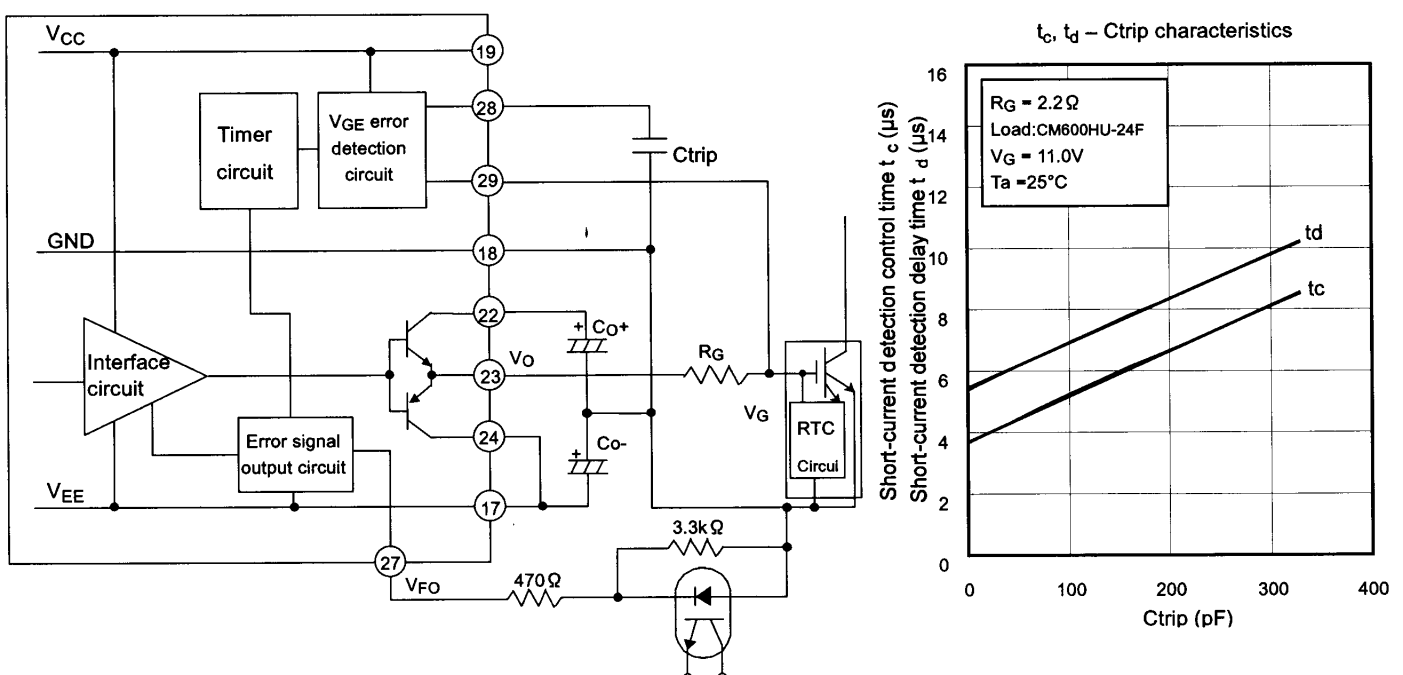 VCC
19
28
VGE error
detection
circuit
Timer
circuit
Ctrip
29
GND
18
22
+ CO+
Interface
circuit
VO
23
RG
VG
24
+ Co-
RTC
Circui
Error signal
output circuit
VEE
17
27
VFO
470Ω
3.3kΩ
tc, td – Ctrip characteristics
Short-current detection control time t c (µs)
Short-current detection delay time t d (µs)
16
14
12
10
8
6
4
2
0
RG = 2.2Ω
Load:CM600HU-24F
VG = 11.0V
Ta =25°C
td
tc
0 100 200 300 400
Ctrip (pF)